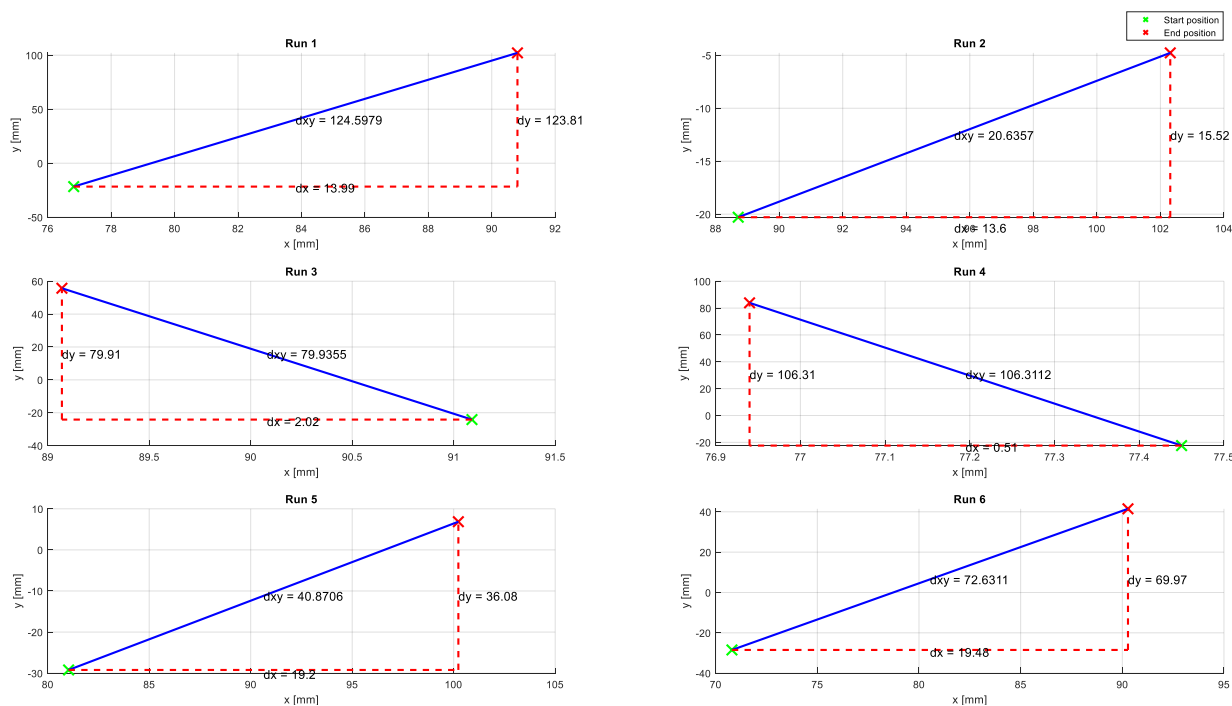 Start position
End position
Run 1
100
50
0
-50
y [mm]
dxy = 124.5979
dy = 123.81
dx = 13.99
76 78 80 82 84 86 88 90 92
x [mm]
Run 2
-5
-10
-15
-20
y [mm]
dxy = 20.6357
dy = 15.52
dx = 13.6
88 90 92 94 96 98 100 102 104
x [mm]
Run 3
60
40
20
0
-20
-40
y [mm]
dy = 79.91
dxy = 79.9355
dx = 2.02
89 89.5 90 90.5 91 91.5
x [mm]
Run 4
100
80
60
40
20
0
-20
y [mm]
dy = 106.31
dxy = 106.3112
dx = 0.51
76.9 77 77.1 77.2 77.3 77.4 77.5
x [mm]
Run 5
10
0
-10
-20
-30
y [mm]
dxy = 40.8706
dy = 36.08
dx = 19.2
80 85 90 95 100 105
x [mm]
Run 6
40
20
0
-20
-40
y [mm]
dxy = 72.6311
dy = 69.97
dx = 19.48
70 75 80 85 90 95
x [mm]